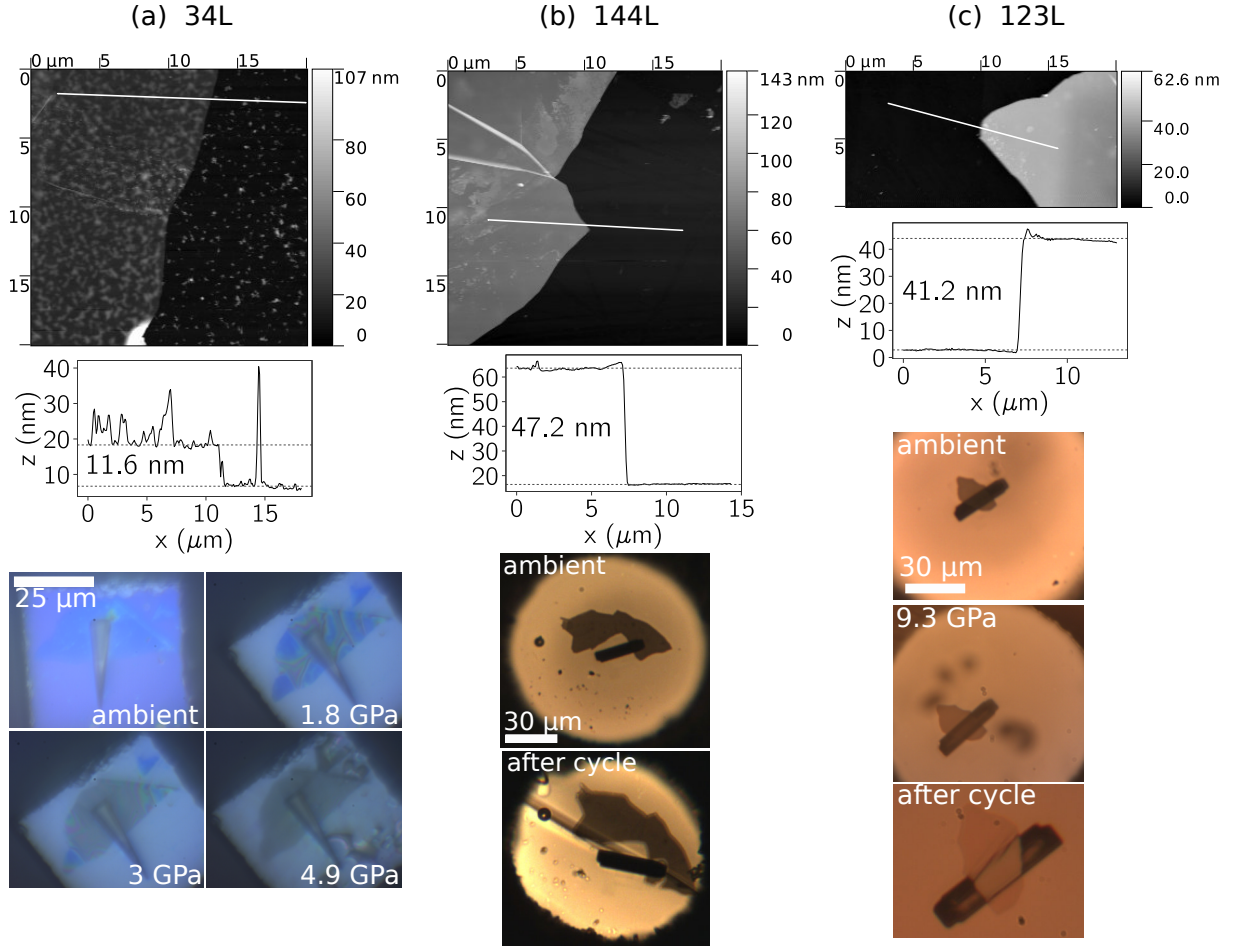 (a) 34L
0 µm 5 10 15
0
5
10
15
107 nm
80
60
40
20
0
40
30
20
10
z (nm)
11.6 nm
0 5 10 15
x (µm)
25 µm
ambient
1.8 GPa
3 GPa
4.9 GPa
(b) 144L
0 µm 5 10 15
0
5
10
15
143 nm
120
100
80
60
40
20
0
60
50
40
30
20
z (nm)
47.2 nm
0 5 10 15
x (µm)
ambient
30 µm
after cycle
(c) 123L
0 µm 5 10 15
0
5
62.6 nm
40.0
20.0
0.0
40
30
20
10
0
z (nm)
41.2 nm
0 5 10
x (µm)
ambient
30 µm
9.3 GPa
after cycle